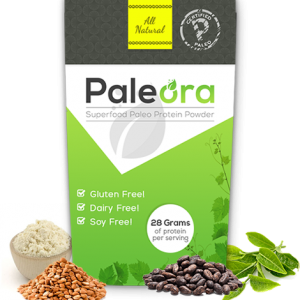 All
Natural
CERTIFIED
PALEO
Paleora
Superfood Paleo Protein Powder
Gluten Free!
Dairy Free!
Soy Free!
28 Grams
of protein
per serving